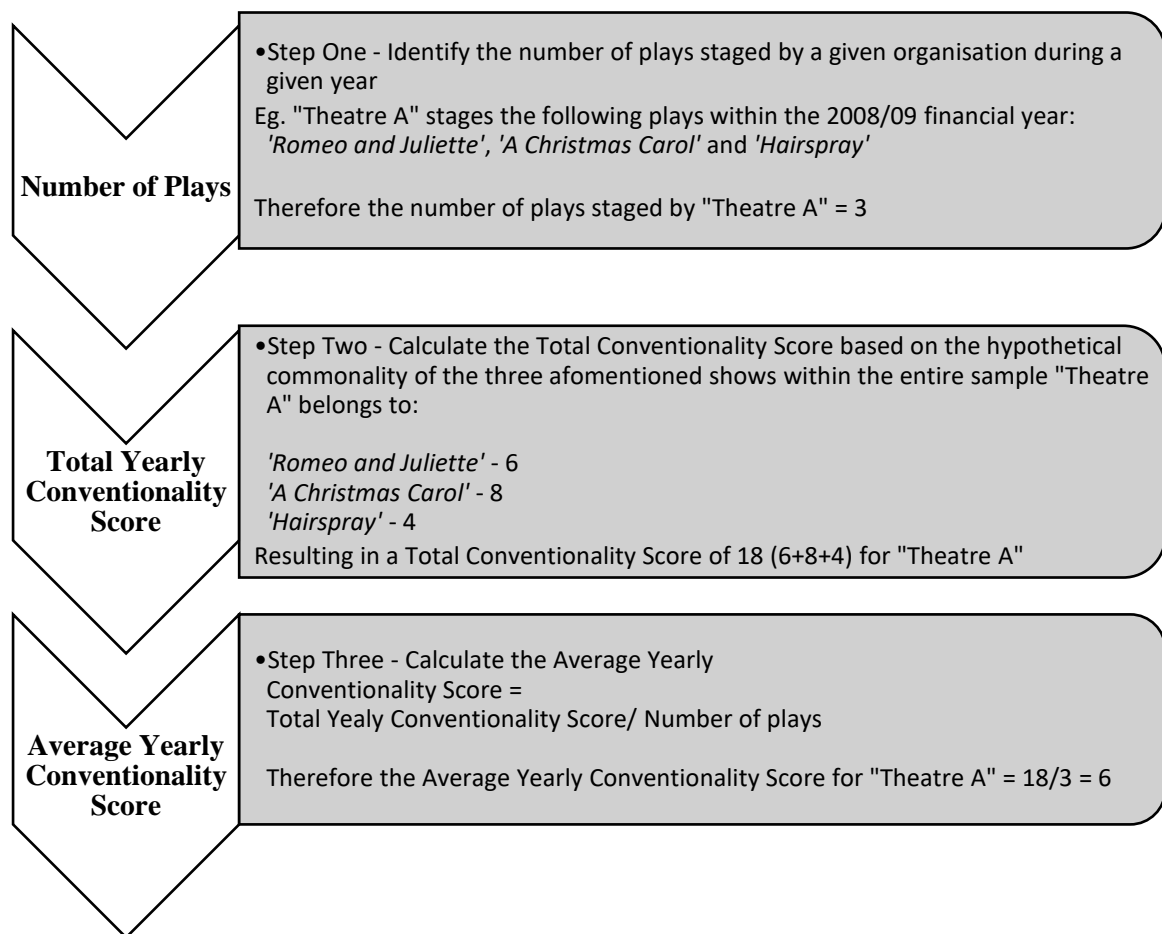 •Step One - Identify the number of plays staged by a given organisation during a
given year
Eg. "Theatre A" stages the following plays within the 2008/09 financial year:
'Romeo and Juliette', 'A Christmas Carol' and 'Hairspray'
Number of Plays
Therefore the number of plays staged by "Theatre A" = 3
•Step Two - Calculate the Total Conventionality Score based on the hypothetical
commonality of the three afomentioned shows within the entire sample "Theatre
A" belongs to:
Total Yearly
Conventionality
Score
'Romeo and Juliette' - 6
'A Christmas Carol' - 8
'Hairspray' - 4
Resulting in a Total Conventionality Score of 18 (6+8+4) for "Theatre A"
•Step Three - Calculate the Average Yearly
Conventionality Score =
Total Yealy Conventionality Score/ Number of plays
Average Yearly
Conventionality
Score
Therefore the Average Yearly Conventionality Score for "Theatre A" = 18/3 = 6